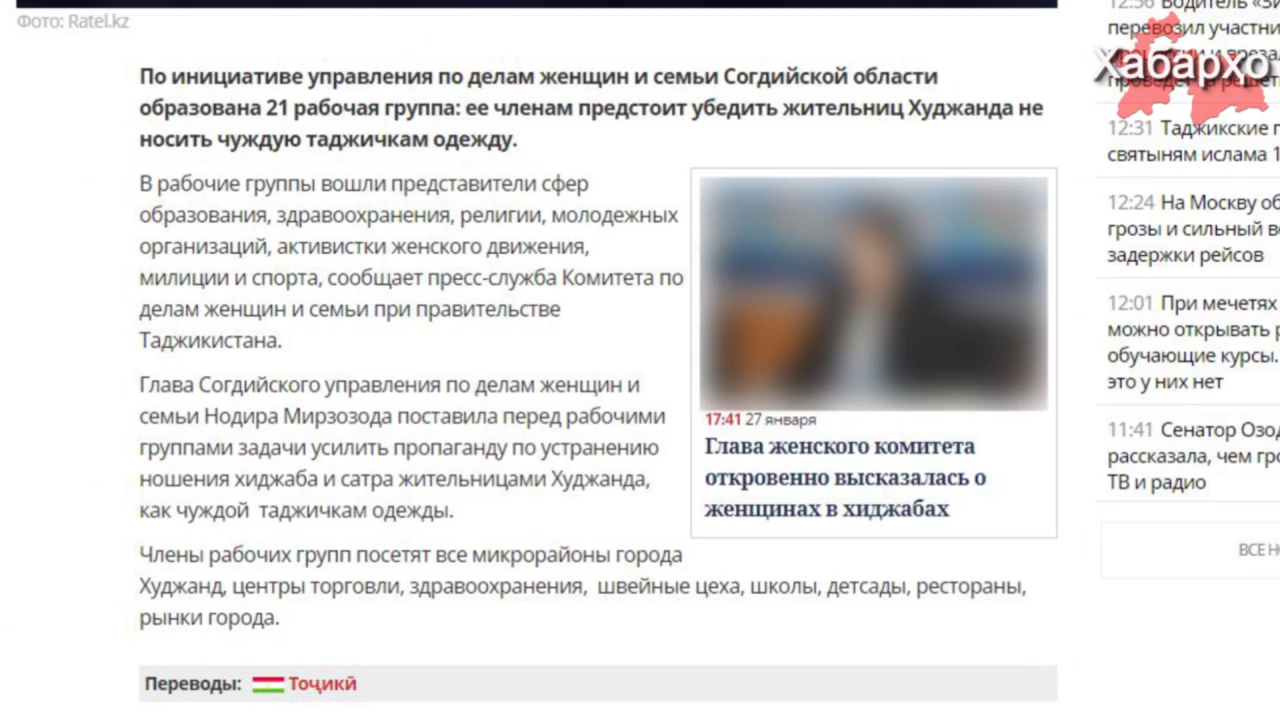 Фото: Ratel.kz
По инициативе управления по делам женщин и семьи Согдийской области
образована 21 рабочая группа: ее членам предстоит убедить жительниц Худжанда не
носить чуждую таджичкам одежду.
В рабочие группы вошли представители сфер
образования, здравоохранения, религии, молодежных
организаций, активистки женского движения,
милиции и спорта, сообщает пресс-служба Комитета по
делам женщин и семьи при правительстве
Таджикистана.
Глава Согдийского управления по делам женщин и
семьи Нодира Мирзозода поставила перед рабочими
группами задачи усилить пропаганду по устранению
ношения хиджаба и сатра жительницами Худжанда,
как чуждой таджичкам одежды.
Члены рабочих групп посетят все микрорайоны города
Худжанд, центры торговли, здравоохранения, швейные цеха, школы, детсады, рестораны,
рынки города.
17:41 27 января
Глава женского комитета
откровенно высказалась о
женщинах в хиджабах
Переводы: Тоҷикӣ
Хабархо
12:56 Водитель
перевозил
12:31 Таджикские
святыням ислама
12:24 На Москву
грозы и сильный
задержки рейсов
12:01 При мечетях
можно открывать
обучающие курсы.
это у них нет
11:41 Сенатор
рассказала, чем
ТВ и радио
ВСЕ